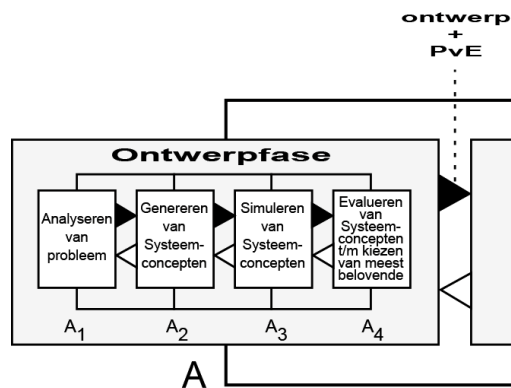 ontwerp
+
PvE
Ontwerpfase
Analyseren
van
probleem
Genereren
van
Systeem-
concepten
Simuleren
van
Systeem-
concepten
Evalueren
van
Systeem-
concepten
t/m kiezen
van meest
belovende
A1
A2
A3
A4
A